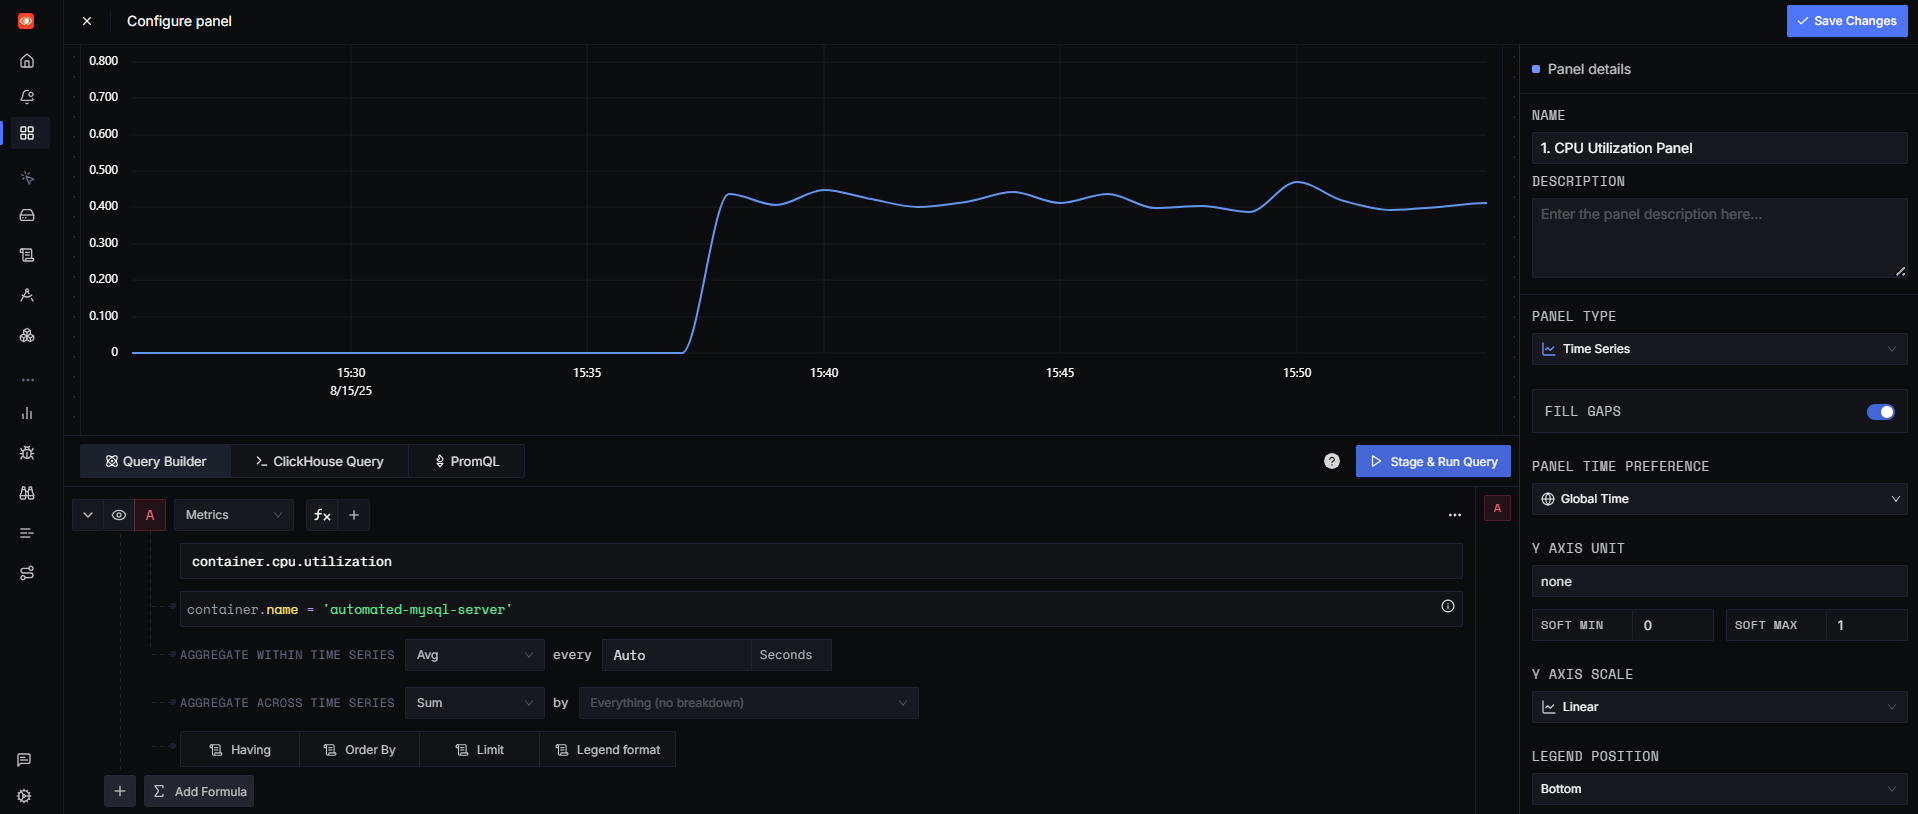 Configure panel
Save Changes
0.800
0.700
0.600
0.500
0.400
0.300
0.200
0.100
0
15:30
8/15/25
15:35
15:40
15:45
15:50
Query Builder
ClickHouse Query
PromQL
?
Stage & Run Query
A
Metrics
fx
...
A
container.cpu.utilization
container.name = 'automated-mysql-server'
AGGREGATE WITHIN TIME SERIES
Avg
every
Auto
Seconds
AGGREGATE ACROSS TIME SERIES
Sum
by
Everything (no breakdown)
Having
Order By
Limit
Legend format
+
Σ Add Formula
Panel details
NAME
1. CPU Utilization Panel
DESCRIPTION
Enter the panel description here...
PANEL TYPE
Time Series
FILL GAPS
PANEL TIME PREFERENCE
Global Time
Y AXIS UNIT
none
SOFT MIN
0
SOFT MAX
1
Y AXIS SCALE
Linear
LEGEND POSITION
Bottom